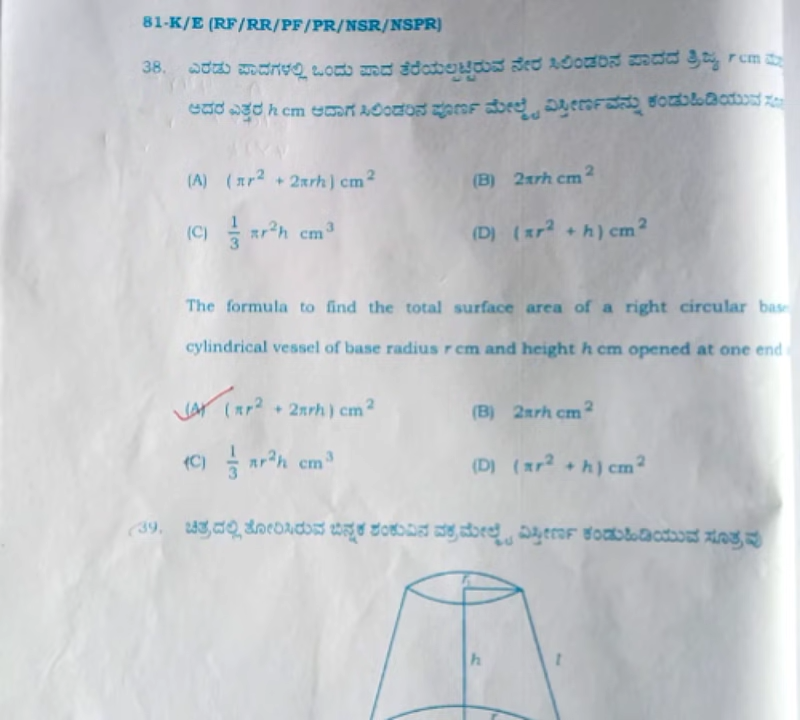 81-K/E (RF/RR/PF/PR/NSR/NSPR)
38. ಎರಡು ಪಾದಗಳಲ್ಲಿ ಒಂದು ಪಾದ ತೆರೆಯಲ್ಪಟ್ಟಿರುವ ನೇರ ಸಿಲಿಂಡರಿನ ಪಾದದ ತ್ರಿಜ್ಯ r cm
ಅದರ ಎತ್ತರ h cm ಆದಾಗ ಸಿಲಿಂಡರಿನ ಪೂರ್ಣ ಮೇಲ್ಮೈ ವಿಸ್ತೀರ್ಣವನ್ನು ಕಂಡುಹಿಡಿಯುವ
(A) ( πr² + 2πrh ) cm² (B) 2πrh cm²
(C) 1/3 πr²h cm³ (D) ( πr² + h ) cm²
The formula to find the total surface area of a right circular
cylindrical vessel of base radius r cm and height h cm opened at one end
(A) ( πr² + 2πrh ) cm² (B) 2πrh cm²
(C) 1/3 πr²h cm³ (D) ( πr² + h ) cm²
39. ಚಿತ್ರದಲ್ಲಿ ತೋರಿಸಿರುವ ಭಿನ್ನಕ ಶಂಕುವಿನ ವಕ್ರಮೇಲ್ಮೈ ವಿಸ್ತೀರ್ಣ ಕಂಡುಹಿಡಿಯುವ ಸೂತ್ರವು
h l